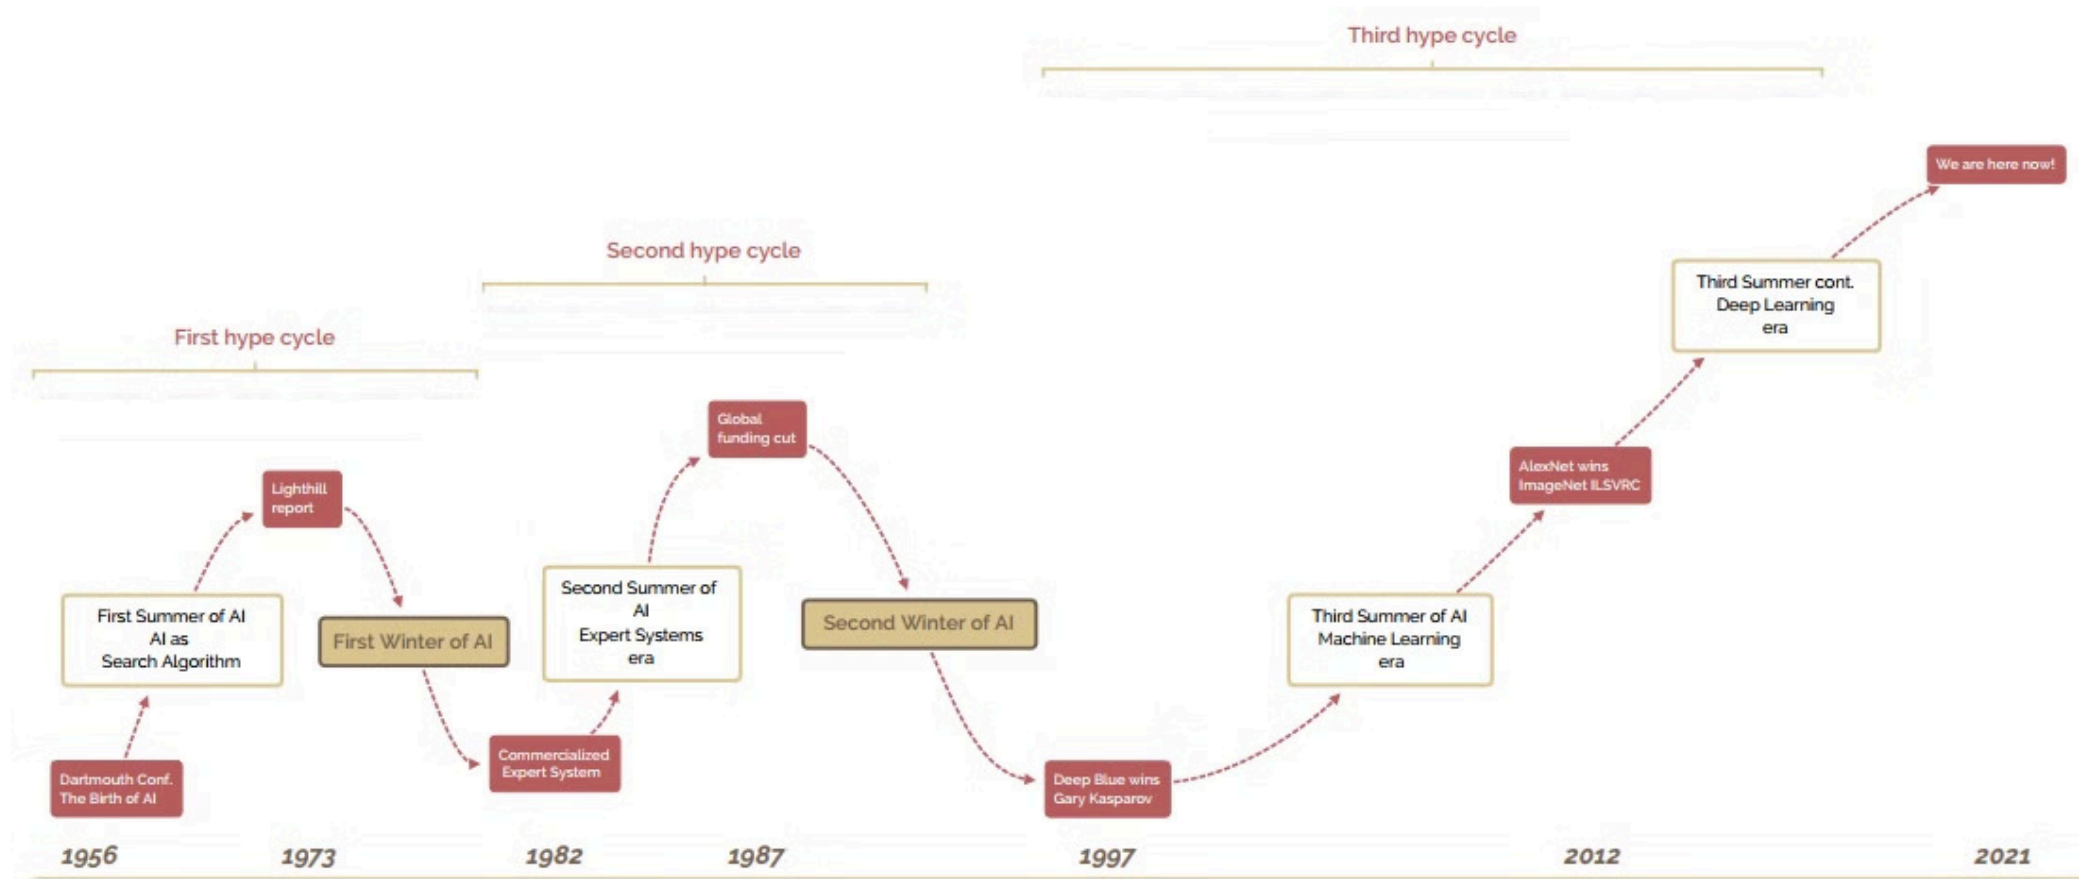 Third hype cycle
We are here now!
Second hype cycle
Third Summer cont.
Deep Learning
era
First hype cycle
Global
funding cut
AlexNet wins
ImageNet ILSVRC
Lighthill
report
Second Summer of
AI
Expert Systems
era
First Summer of AI
AI as
Search Algorithm
First Winter of AI
Second Winter of AI
Third Summer of AI
Machine Learning
era
Commercialized
Expert System
Dartmouth Conf.
The Birth of AI
Deep Blue wins
Gary Kasparov
1956
1973
1982
1987
1997
2012
2021